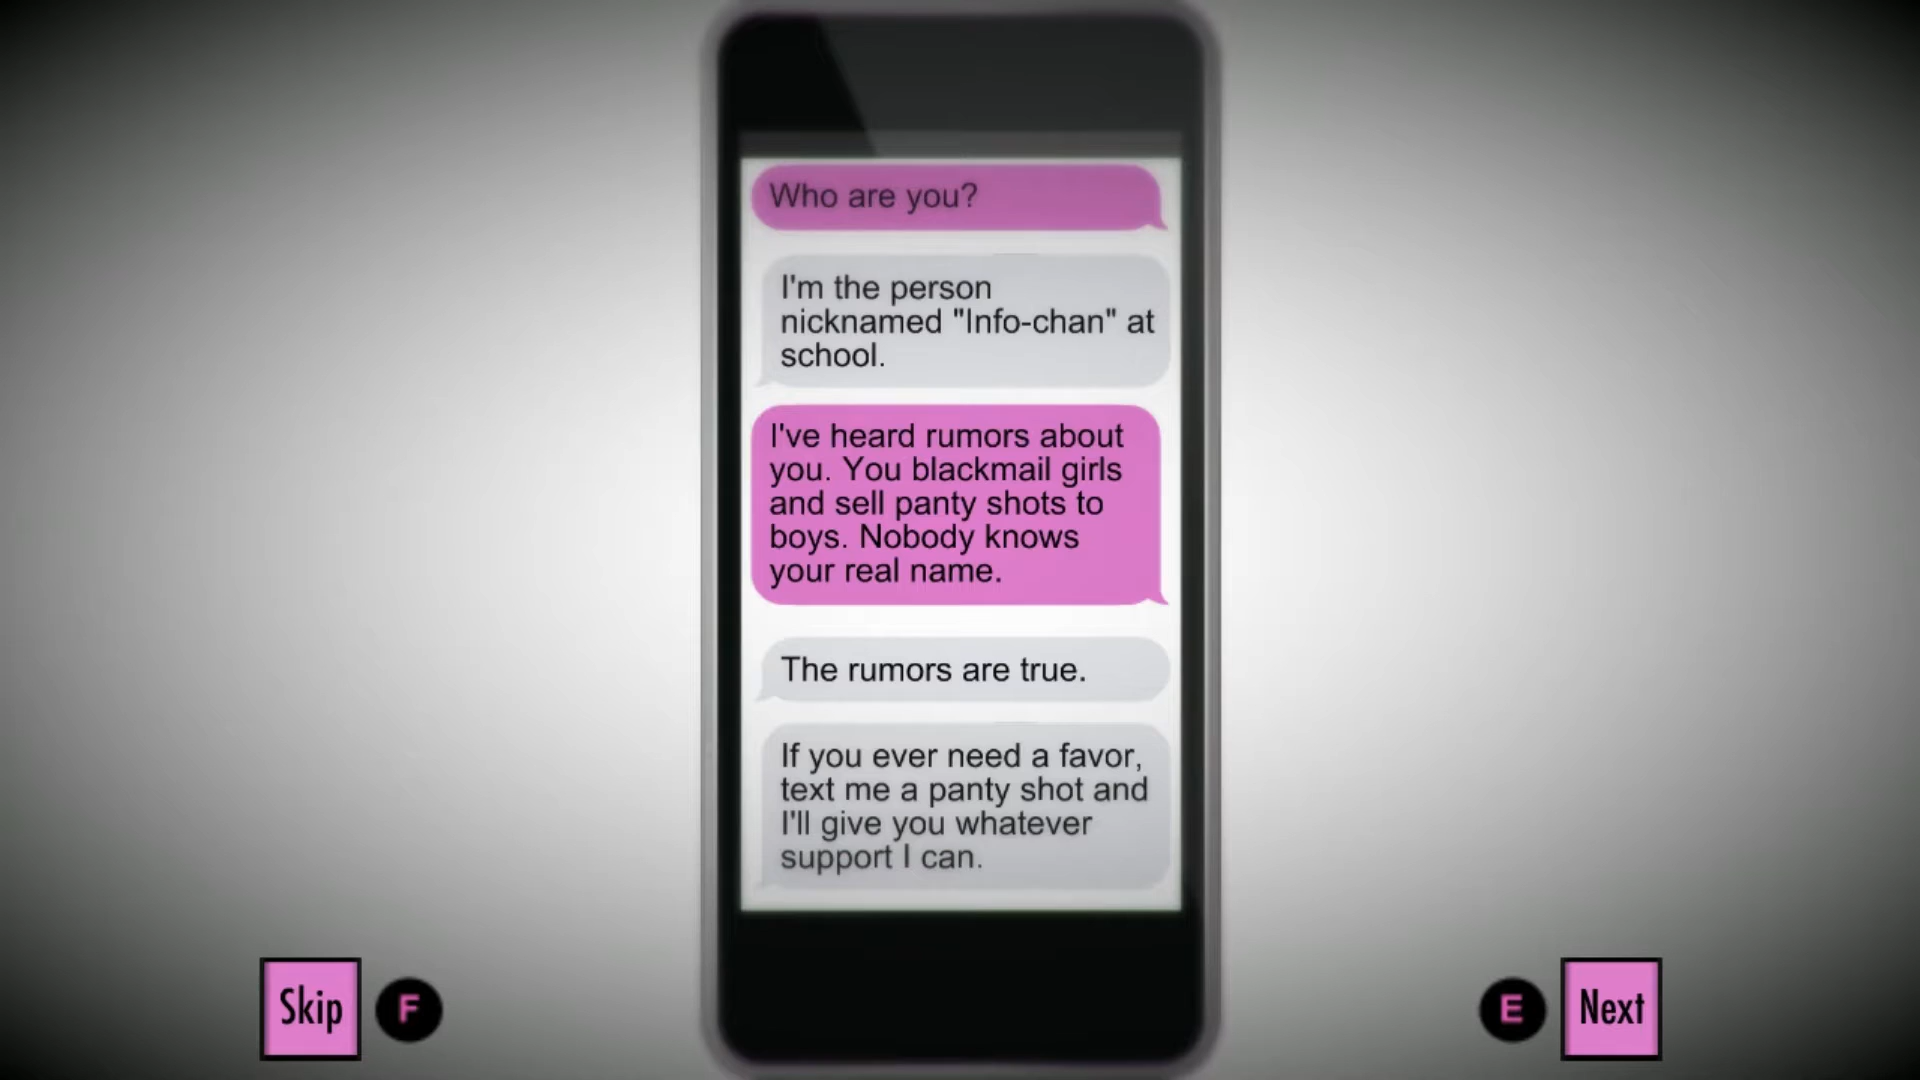 Who are you?
I'm the person
nicknamed "Info-chan" at
school.
I've heard rumors about
you. You blackmail girls
and sell panty shots to
boys. Nobody knows
your real name.
The rumors are true.
If you ever need a favor,
text me a panty shot and
I'll give you whatever
support I can.
Skip F
E Next